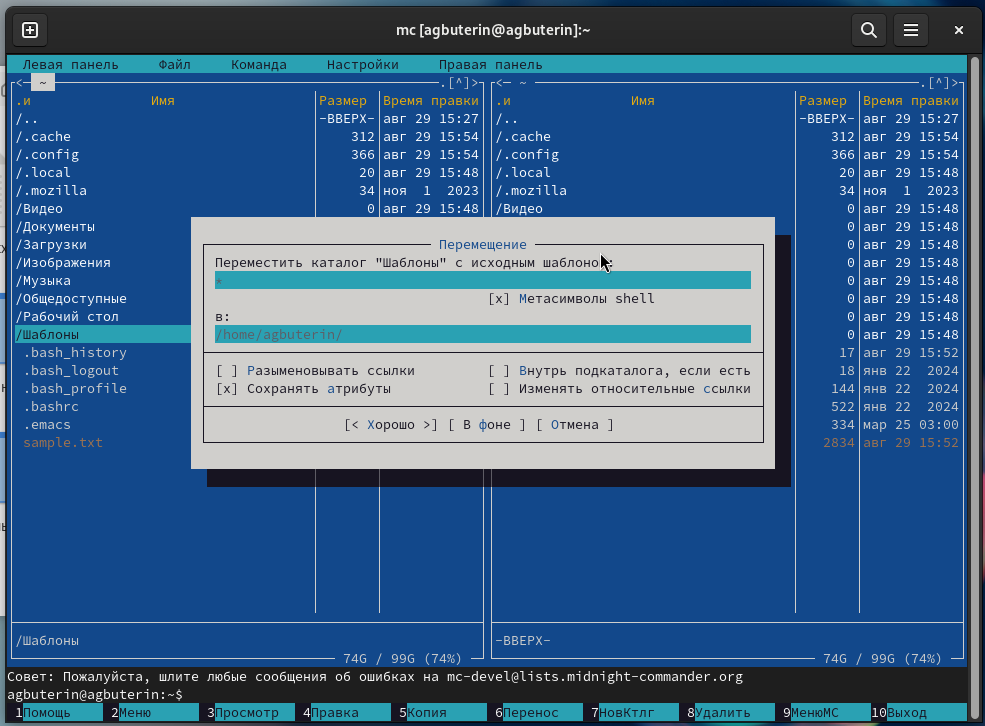 mc [agbuterin@agbuterin]:~
Левая панель Файл Команда Настройки Правая панель
<─ ~ .[^]> <─ ~ .[^]>
.и Имя Размер Время правки .и Имя Размер Время правки
/.. -ВВЕРХ- авг 29 15:27 /.. -ВВЕРХ- авг 29 15:27
/.cache 312 авг 29 15:54 /.cache 312 авг 29 15:54
/.config 366 авг 29 15:54 /.config 366 авг 29 15:54
/.local 20 авг 29 15:48 /.local 20 авг 29 15:48
/.mozilla 34 ноя 1 2023 /.mozilla 34 ноя 1 2023
/Видео 0 авг 29 15:48 /Видео 0 авг 29 15:48
/Документы 0 авг 29 15:48
/Загрузки 0 авг 29 15:48
/Изображения 0 авг 29 15:48
/Музыка 0 авг 29 15:48
/Общедоступные 0 авг 29 15:48
/Рабочий стол 0 авг 29 15:48
/Шаблоны 0 авг 29 15:48
.bash_history 17 авг 29 15:52
.bash_logout 18 янв 22 2024
.bash_profile 144 янв 22 2024
.bashrc 522 янв 22 2024
.emacs 334 мар 25 03:00
sample.txt 2834 авг 29 15:52
Перемещение
Переместить каталог "Шаблоны" с исходным шаблоном:
*
[x] Метасимволы shell
в:
/home/agbuterin/
[ ] Разыменовывать ссылки [ ] Внутрь подкаталога, если есть
[x] Сохранять атрибуты [ ] Изменять относительные ссылки
[< Хорошо >] [ В фоне ] [ Отмена ]
/Шаблоны -ВВЕРХ-
74G / 99G (74%) 74G / 99G (74%)
Совет: Пожалуйста, шлите любые сообщения об ошибках на mc-devel@lists.midnight-commander.org
agbuterin@agbuterin:~$
1Помощь 2Меню 3Просмотр 4Правка 5Копия 6Перенос 7НовКтлг 8Удалить 9МенюМС 10Выход